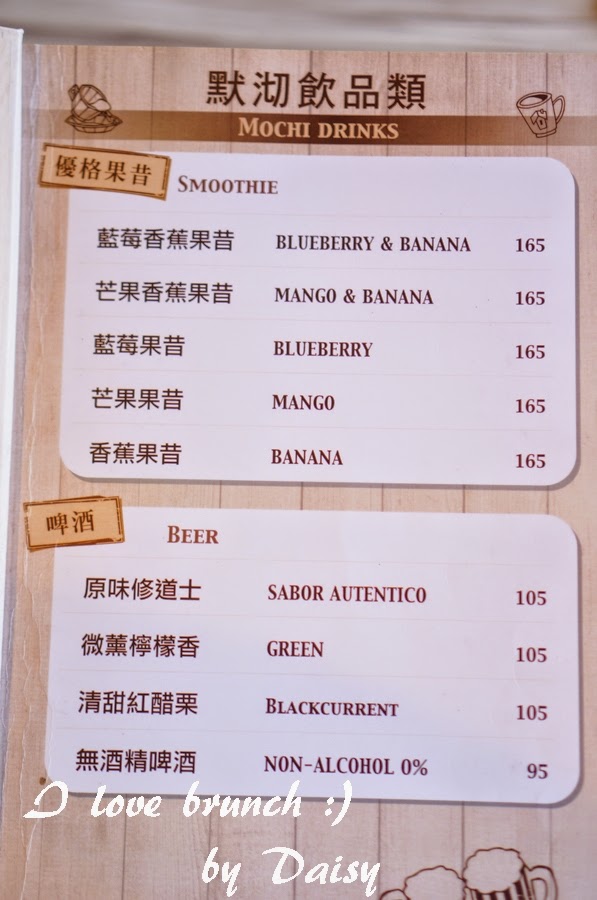 默沏飲品類
MOCHI DRINKS
優格果昔 SMOOTHIE
藍莓香蕉果昔 BLUEBERRY & BANANA 165
芒果香蕉果昔 MANGO & BANANA 165
藍莓果昔 BLUEBERRY 165
芒果果昔 MANGO 165
香蕉果昔 BANANA 165
啤酒 BEER
原味修道士 SABOR AUTENTICO 105
微薰檸檬香 GREEN 105
清甜紅醋栗 BLACKCURRENT 105
無酒精啤酒 NON-ALCOHOL 0% 95
I love brunch :)
by Daisy